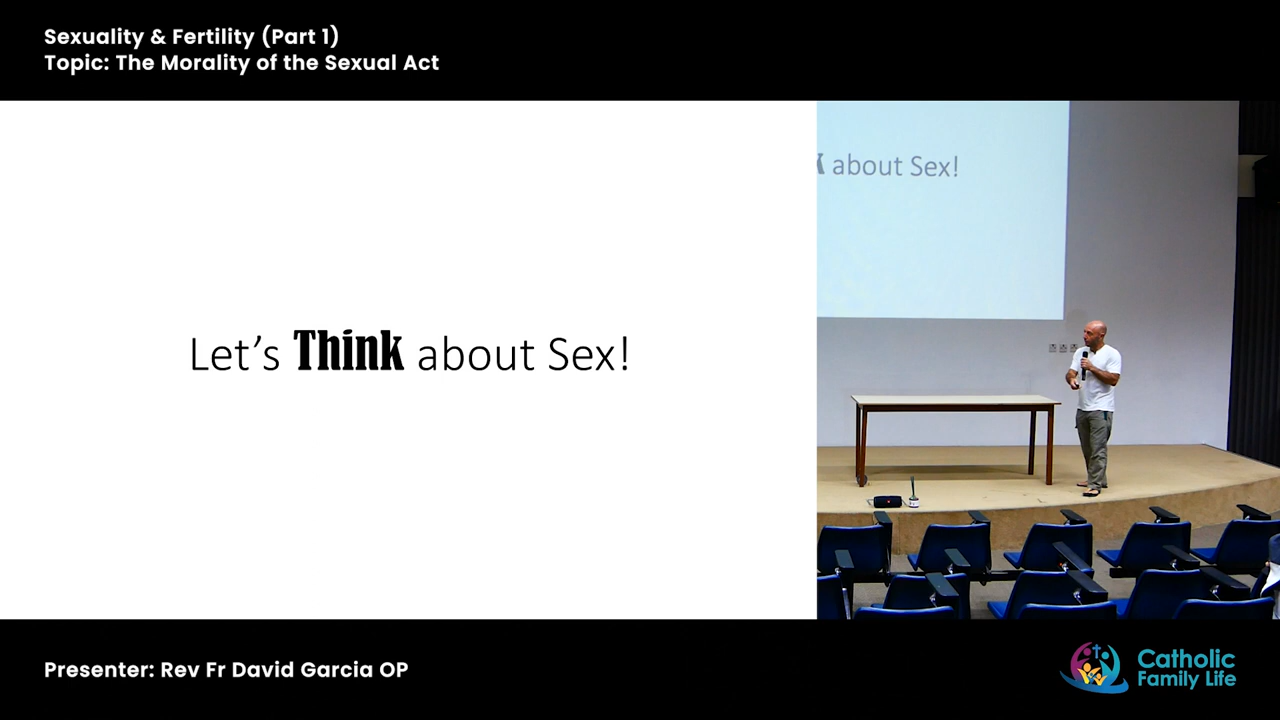 Sexuality & Fertility (Part 1)
Topic: The Morality of the Sexual Act
Let's Think about Sex!
k about Sex!
Presenter: Rev Fr David Garcia OP
Catholic
Family Life